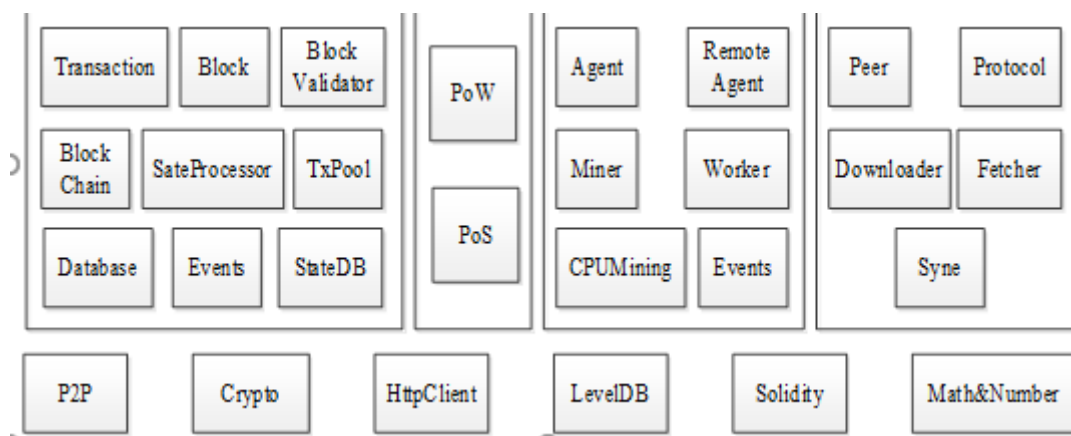 Transaction
Block
Block
Validator
Block
Chain
SateProcessor
TxPool
Database
Events
StateDB
PoW
PoS
Agent
Remote
Agent
Miner
Worker
CPUMining
Events
Peer
Protocol
Downloader
Fetcher
Syne
P2P
Crypto
HttpClient
LevelDB
Solidity
Math&Number